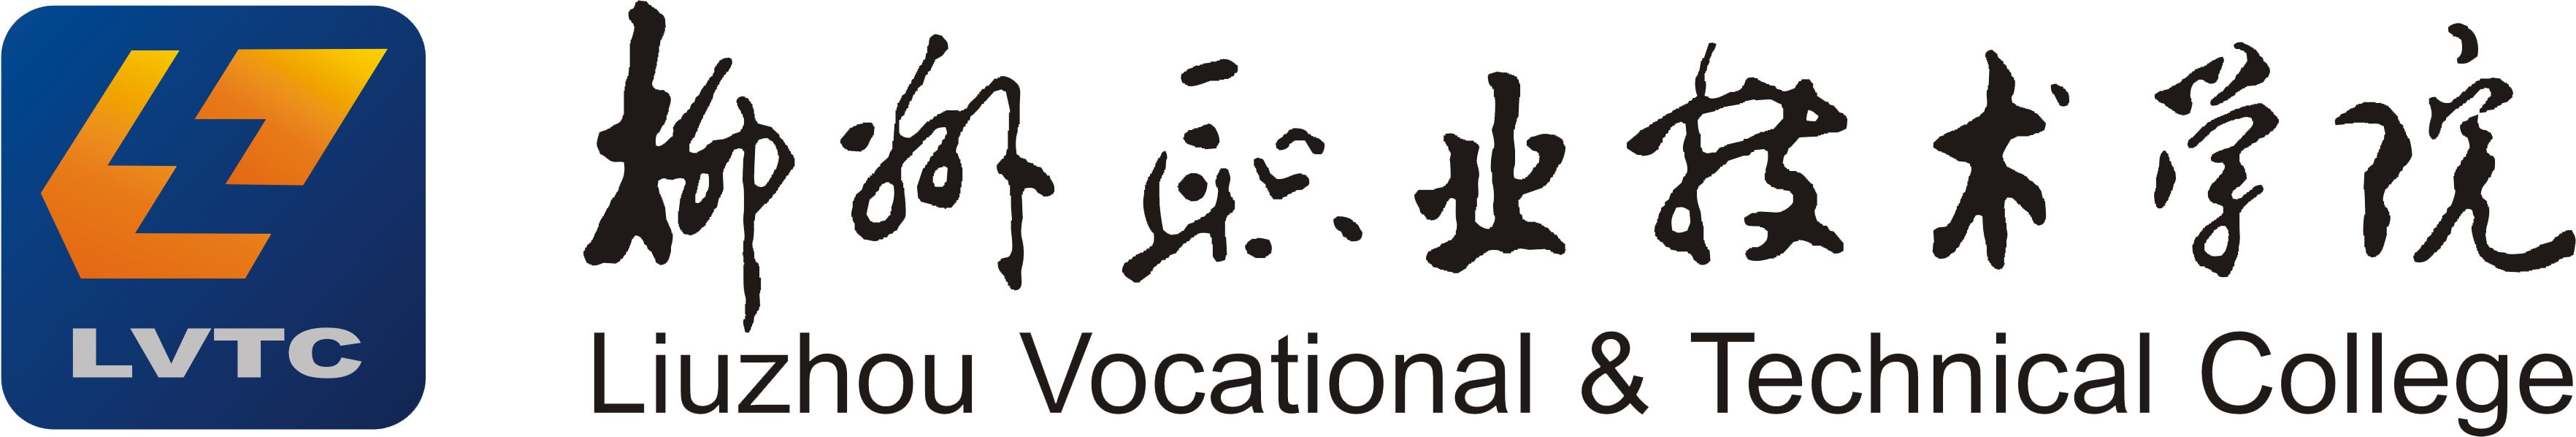 LVTC
柳州职业技术学院
Liuzhou Vocational & Technical College